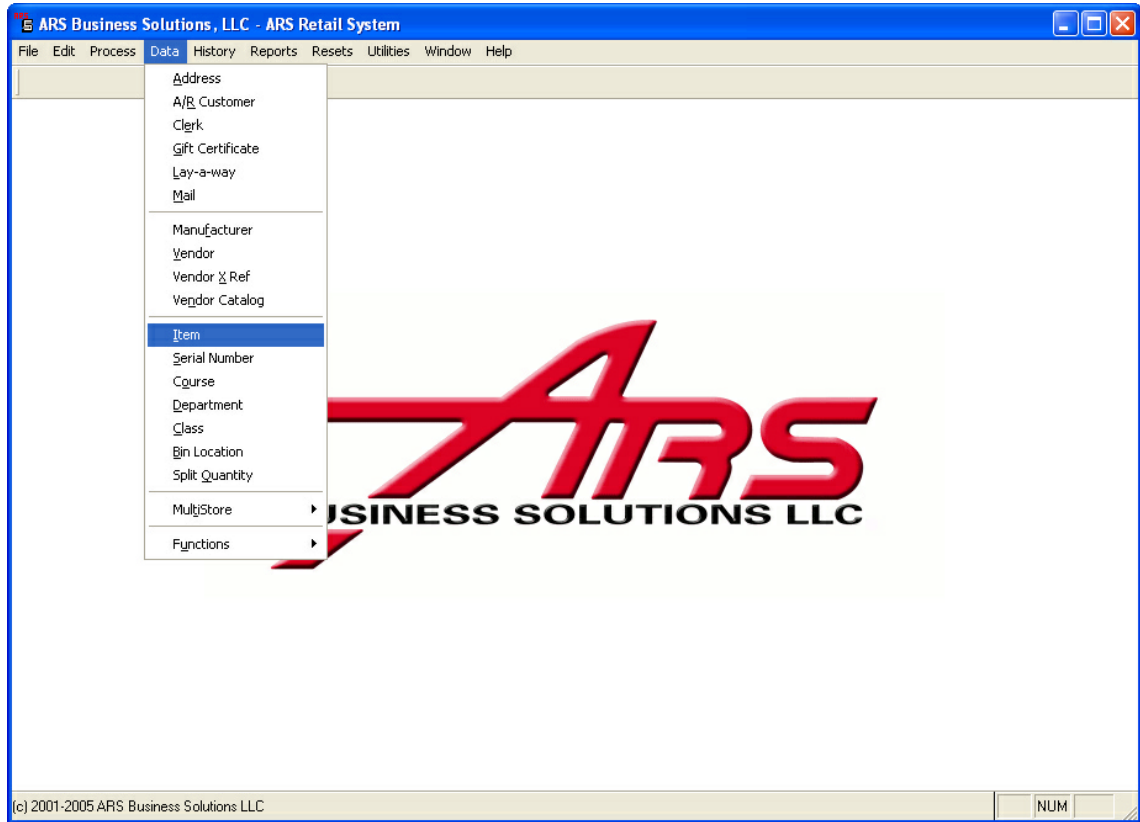 ARS Business Solutions, LLC - ARS Retail System
File Edit Process Data History Reports Resets Utilities Window Help
Address
A/R Customer
Clerk
Gift Certificate
Lay-a-way
Mail
Manufacturer
Vendor
Vendor X Ref
Vendor Catalog
Item
Serial Number
Course
Department
Class
Bin Location
Split Quantity
MultiStore
Functions
ARS
USINESS SOLUTIONS LLC
(c) 2001-2005 ARS Business Solutions LLC NUM